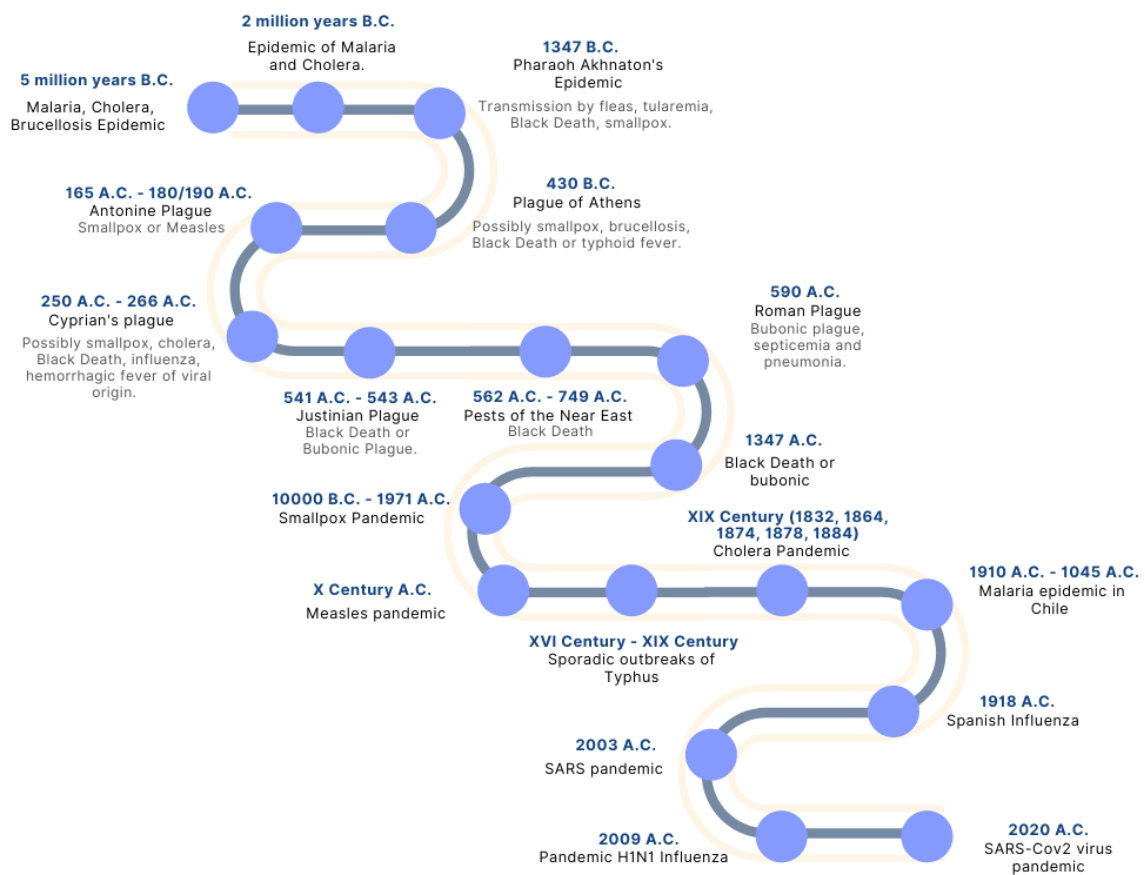 5 million years B.C.
Malaria, Cholera,
Brucellosis Epidemic
2 million years B.C.
Epidemic of Malaria
and Cholera.
1347 B.C.
Pharaoh Akhnaton's
Epidemic
Transmission by fleas, tularemia,
Black Death, smallpox.
430 B.C.
Plague of Athens
Possibly smallpox, brucellosis,
Black Death or typhoid fever.
165 A.C. - 180/190 A.C.
Antonine Plague
Smallpox or Measles
250 A.C. - 266 A.C.
Cyprian's plague
Possibly smallpox, cholera,
Black Death, influenza,
hemorrhagic fever of viral
origin.
541 A.C. - 543 A.C.
Justinian Plague
Black Death or
Bubonic Plague.
562 A.C. - 749 A.C.
Pests of the Near East
Black Death
590 A.C.
Roman Plague
Bubonic plague,
septicemia and
pneumonia.
1347 A.C.
Black Death or
bubonic
10000 B.C. - 1971 A.C.
Smallpox Pandemic
X Century A.C.
Measles pandemic
XVI Century - XIX Century
Sporadic outbreaks of
Typhus
XIX Century (1832, 1864,
1874, 1878, 1884)
Cholera Pandemic
1910 A.C. - 1045 A.C.
Malaria epidemic in
Chile
1918 A.C.
Spanish Influenza
2003 A.C.
SARS pandemic
2009 A.C.
Pandemic H1N1 Influenza
2020 A.C.
SARS-Cov2 virus
pandemic